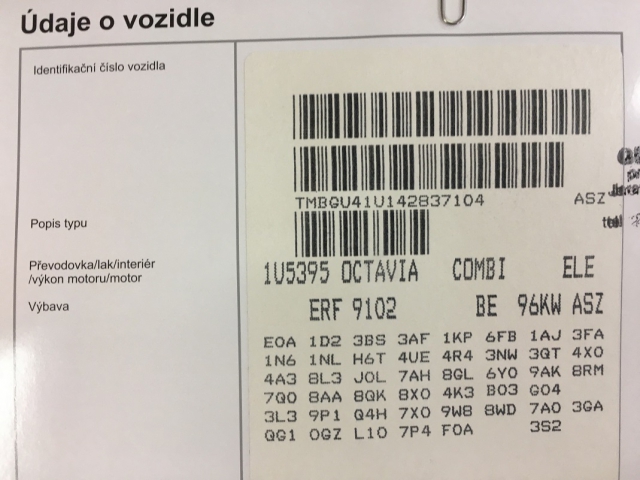 Údaje o vozidle
Identifikační číslo vozidla
TMBGU41U142837104 ASZ
Popis typu
1U5395 OCTAVIA COMBI ELE
Převodovka/lak/interiér
/výkon motoru/motor
ERF 9102 BE 96KW ASZ
Výbava
E0A 1D2 3BS 3AF 1KP 6FB 1AJ 3FA
1N6 1NL H6T 4UE 4R4 3NW 3QT 4X0
4A3 8L3 J0L 7AH 8GL 6Y0 9AK 8RM
7Q0 8AA 8QK 8X0 4K3 B03 G04
3L3 9P1 Q4H 7X0 9W8 8WD 7A0 3GA
QG1 0GZ L10 7P4 F0A 3S2